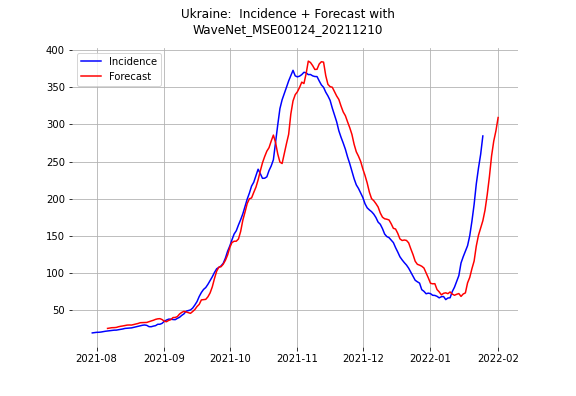 Ukraine:  Incidence + Forecast with
WaveNet_MSE00124_20211210
400
350
300
250
200
150
100
50
Incidence
Forecast
2021-08 2021-09 2021-10 2021-11 2021-12 2022-01 2022-02